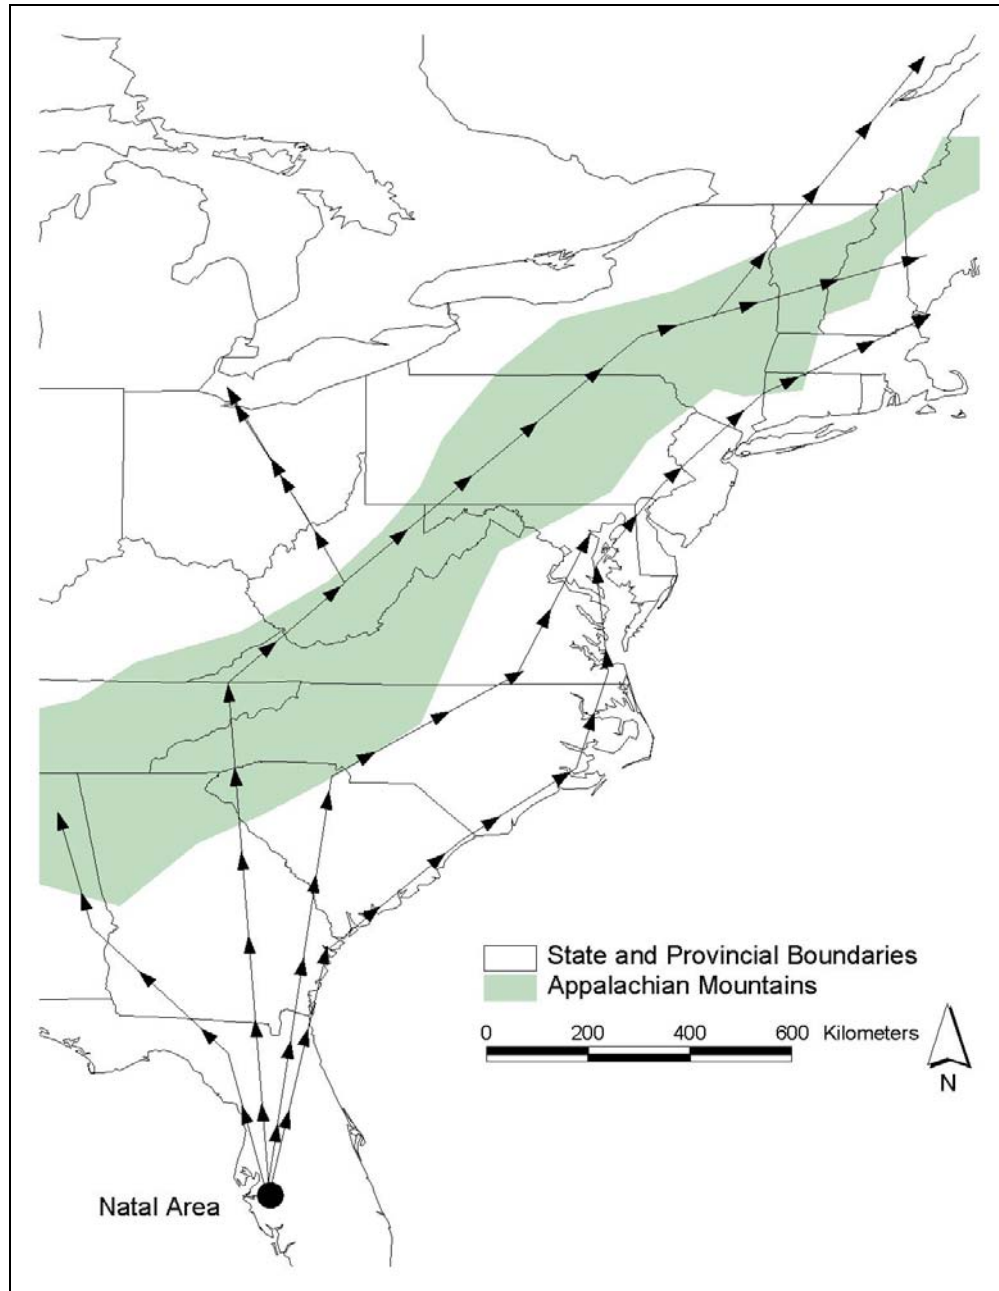 State and Provincial Boundaries
Appalachian Mountains
0 200 400 600 Kilometers
N
Natal Area